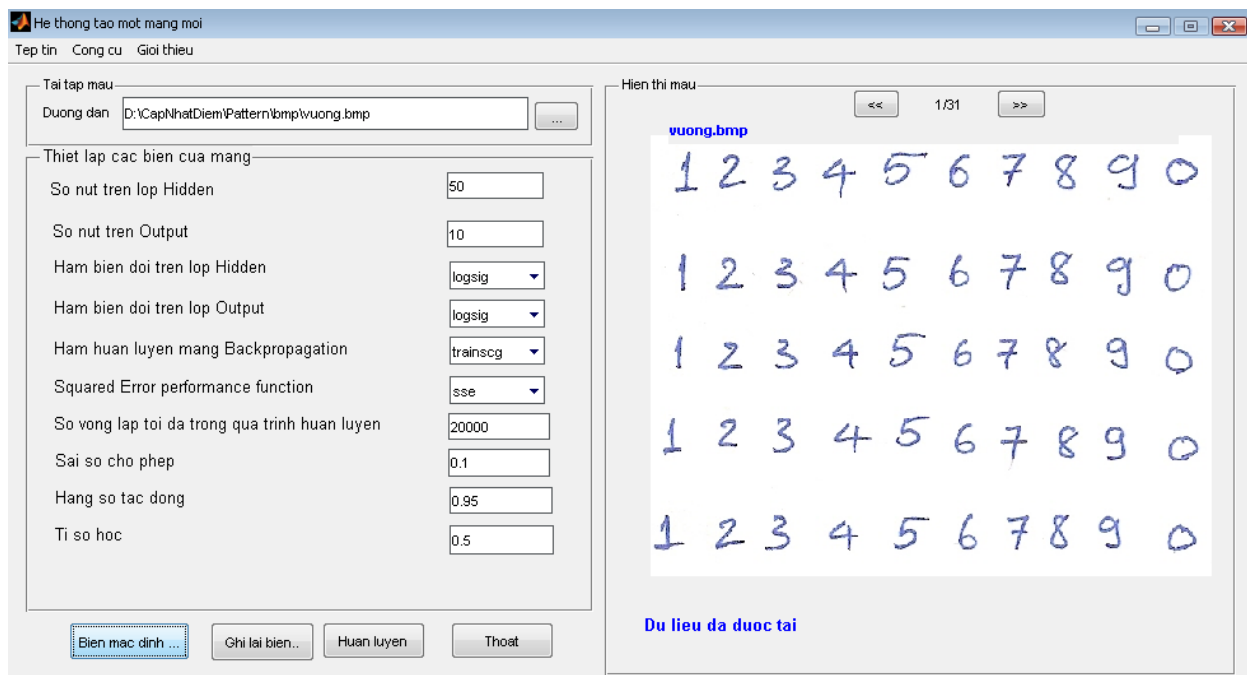 He thong tao mot mang moi
Tep tin Cong cu Gioi thieu
Tai tap mau
Duong dan D:\CapNhatDiem\Pattern\bmp\vuong.bmp ...
Thiet lap cac bien cua mang
So nut tren lop Hidden 50
So nut tren Output 10
Ham bien doi tren lop Hidden logsig
Ham bien doi tren lop Output logsig
Ham huan luyen mang Backpropagation trainscg
Squared Error performance function sse
So vong lap toi da trong qua trinh huan luyen 20000
Sai so cho phep 0.1
Hang so tac dong 0.95
Ti so hoc 0.5
Bien mac dinh ... Ghi lai bien.. Huan luyen Thoat
Hien thi mau
<< 1/31 >>
vuong.bmp
1 2 3 4 5 6 7 8 9 0
1 2 3 4 5 6 7 8 9 0
1 2 3 4 5 6 7 8 9 0
1 2 3 4 5 6 7 8 9 0
1 2 3 4 5 6 7 8 9 0
Du lieu da duoc tai